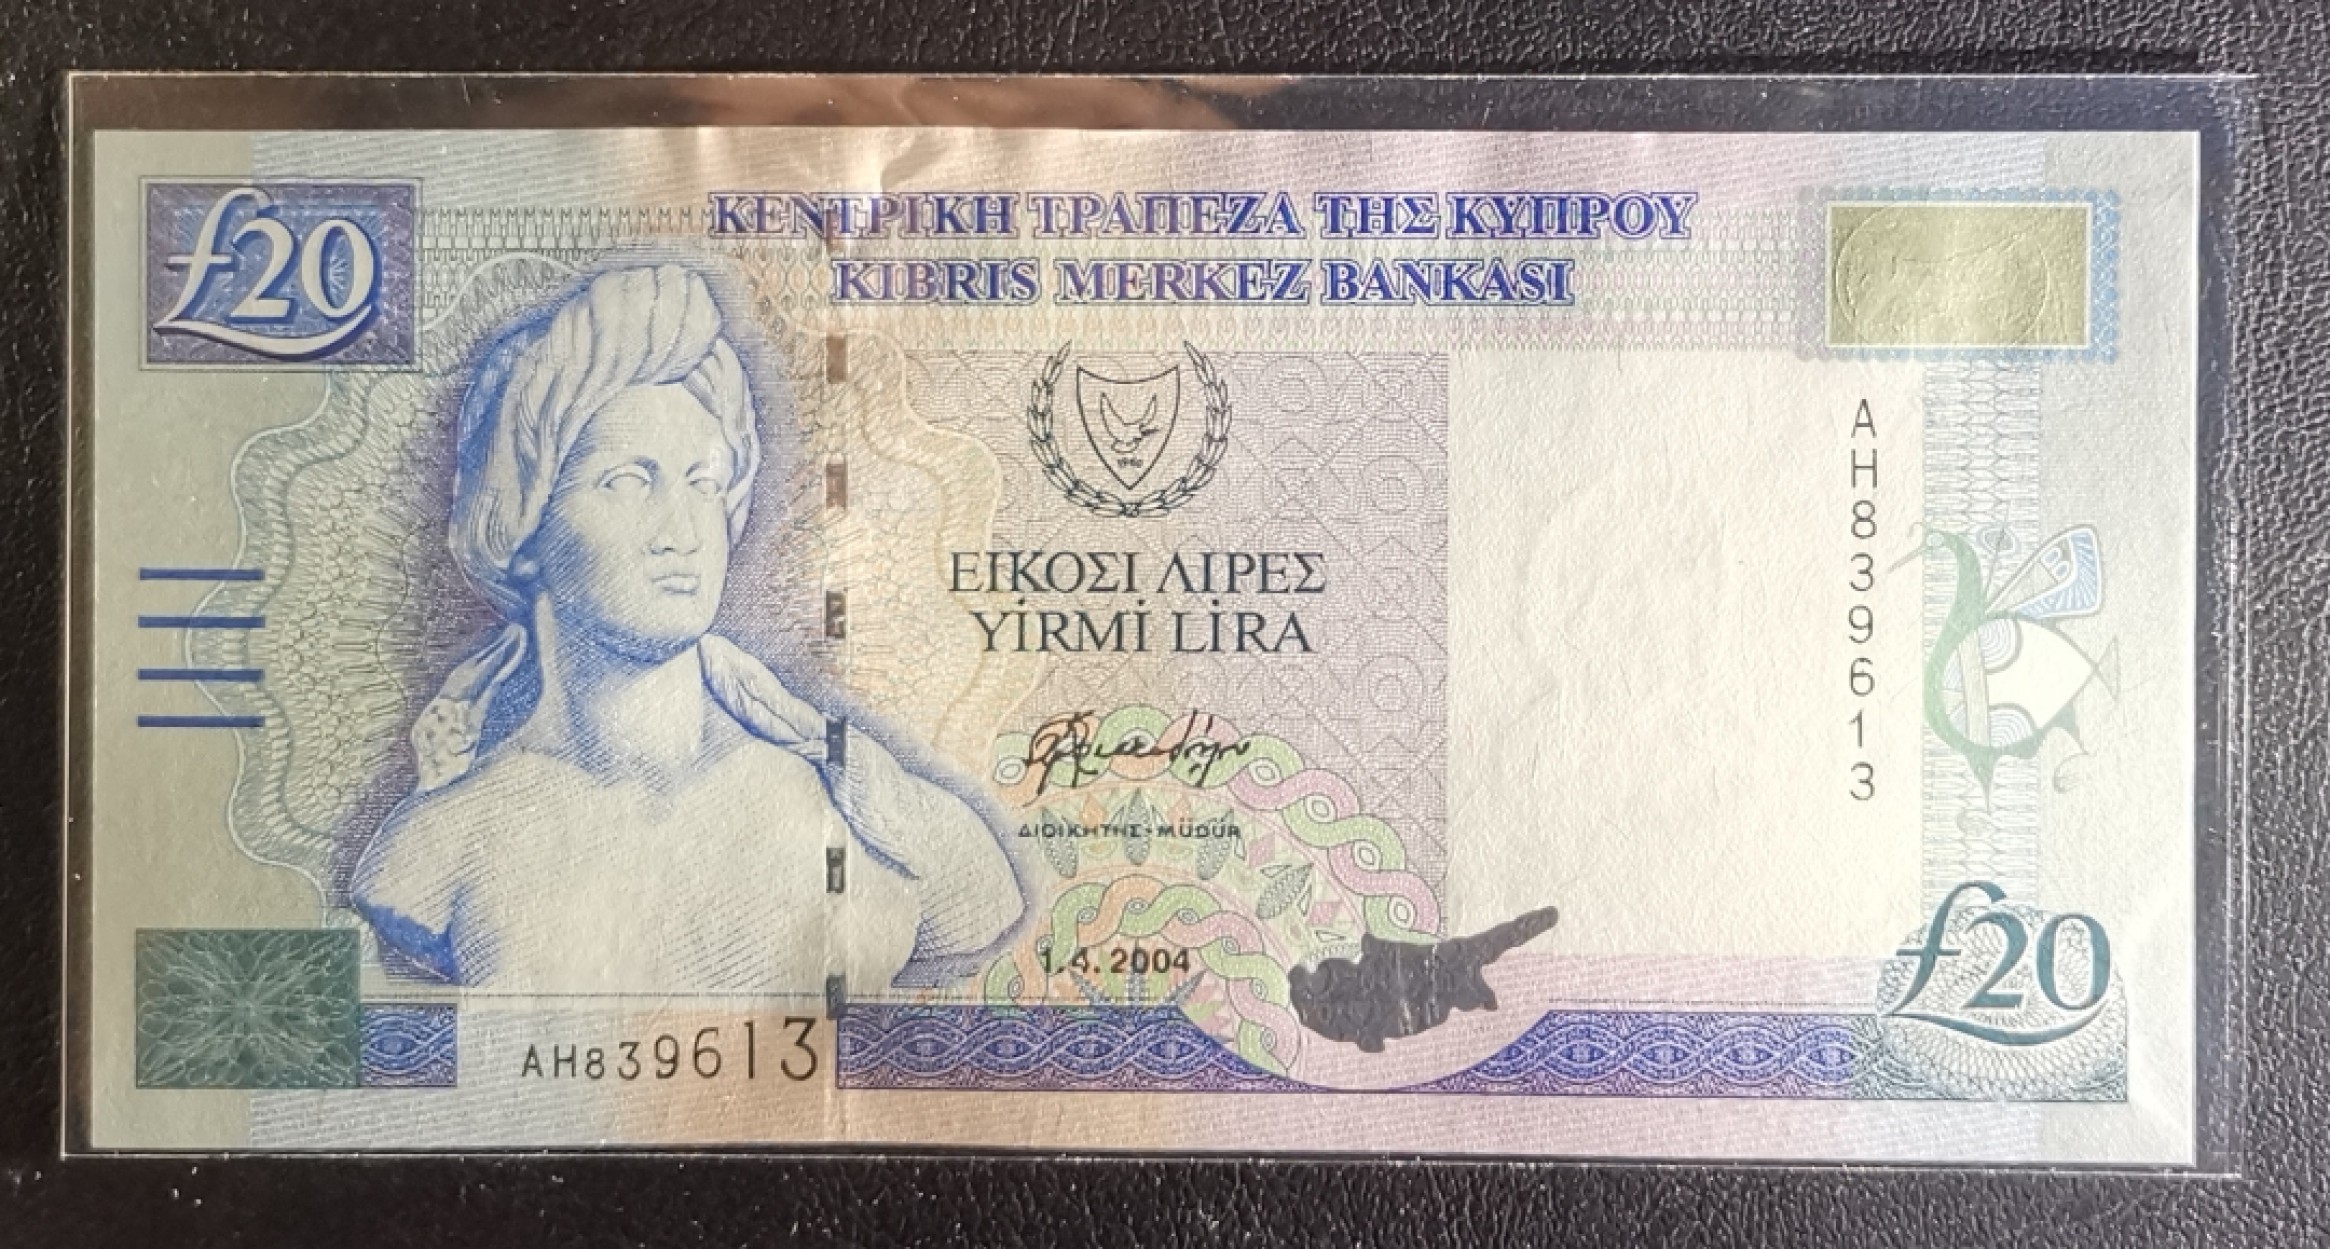 £20
ΚΕΝΤΡΙΚΗ ΤΡΑΠΕΖΑ ΤΗΣ ΚΥΠΡΟΥ
KIBRIS MERKEZ BANKASI
1960
AH839613
ΕΙΚΟΣΙ ΛΙΡΕΣ
YİRMİ LİRA
ΔΙΟΙΚΗΤΗΣ-MÜDÜR
1.4.2004
£20
AH839613